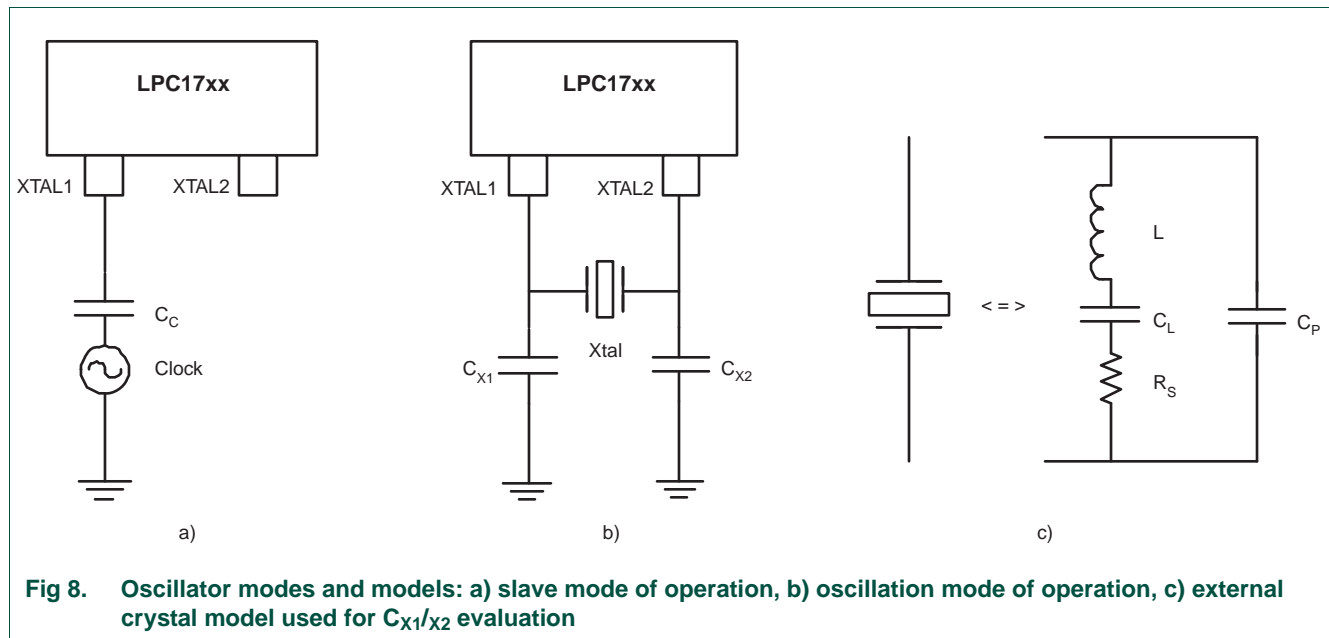 LPC17xx
XTAL1
XTAL2
C_C
Clock
a)
LPC17xx
XTAL1
XTAL2
Xtal
C_X1
C_X2
b)
< = >
L
C_L
R_S
C_P
c)
Fig 8. Oscillator modes and models: a) slave mode of operation, b) oscillation mode of operation, c) external
crystal model used for C_X1/X2 evaluation